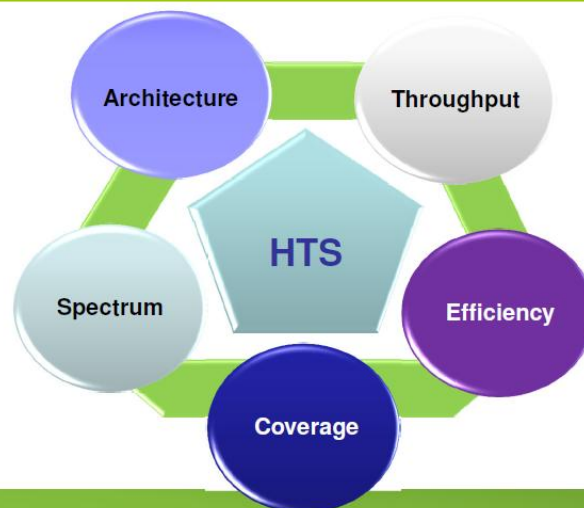 Architecture
Throughput
HTS
Spectrum
Efficiency
Coverage